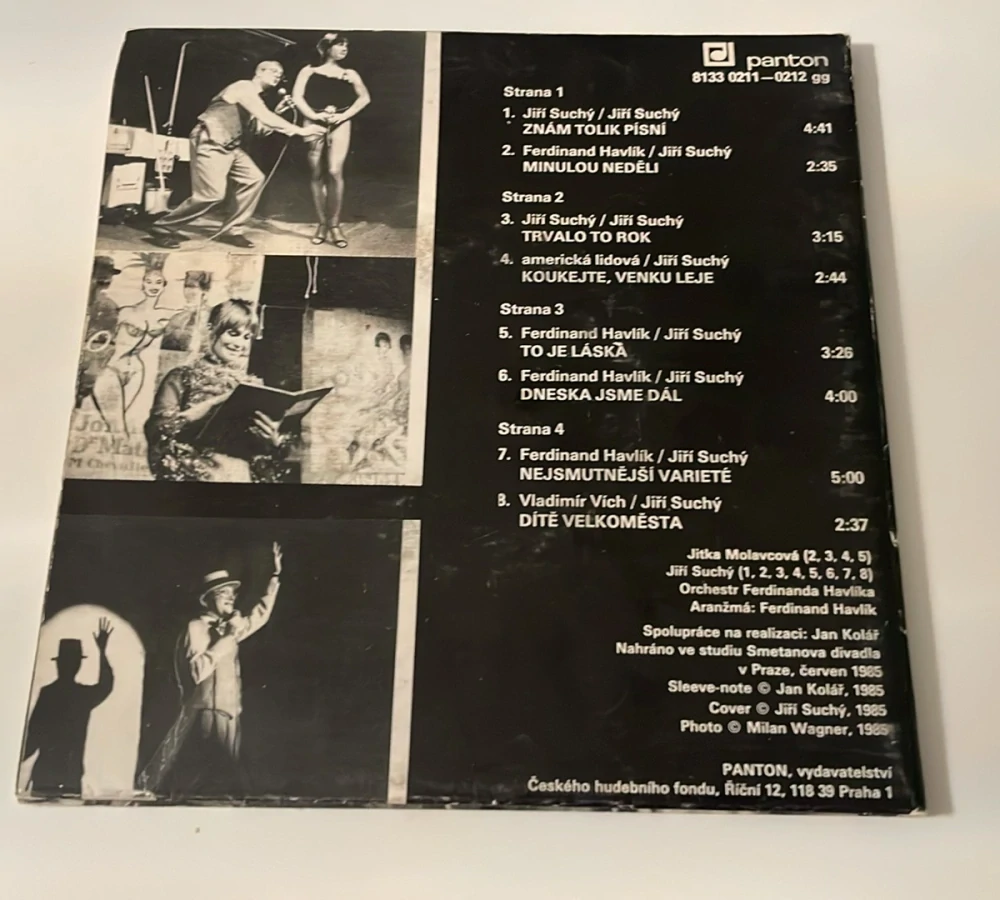 panton
8133 0211—0212 gg
Strana 1
1. Jiří Suchý / Jiří Suchý
ZNÁM TOLIK PÍSNÍ 4:41
2. Ferdinand Havlík / Jiří Suchý
MINULOU NEDĚLI 2:35
Strana 2
3. Jiří Suchý / Jiří Suchý
TRVALO TO ROK 3:15
4. americká lidová / Jiří Suchý
KOUKEJTE, VENKU LEJE 2:44
Strana 3
5. Ferdinand Havlík / Jiří Suchý
TO JE LÁSKA 3:26
6. Ferdinand Havlík / Jiří Suchý
DNESKA JSME DÁL 4:00
Strana 4
7. Ferdinand Havlík / Jiří Suchý
NEJSMUTNĚJŠÍ VARIETÉ 5:00
8. Vladimír Vích / Jiří Suchý
DÍTĚ VELKOMĚSTA 2:37
Jitka Molavcová (2, 3, 4, 5)
Jiří Suchý (1, 2, 3, 4, 5, 6, 7, 8)
Orchestr Ferdinanda Havlíka
Aranžmá: Ferdinand Havlík
Spolupráce na realizaci: Jan Kolář
Nahráno ve studiu Smetanova divadla
v Praze, červen 1985
Sleeve-note © Jan Kolář, 1985
Cover © Jiří Suchý, 1985
Photo © Milan Wagner, 1985
PANTON, vydavatelství
Českého hudebního fondu, Říční 12, 118 39 Praha 1
M Chevalie